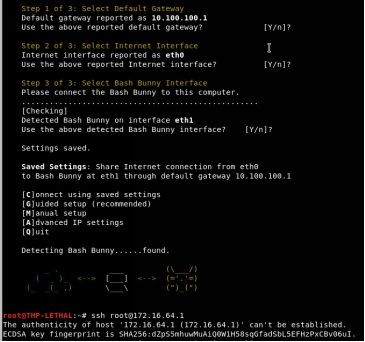 Step 1 of 3: Select Default Gateway
Default gateway reported as 10.100.100.1
Use the above reported default gateway? [Y/n]?
Step 2 of 3: Select Internet Interface
Internet interface reported as eth0
Use the above reported Internet interface? [Y/n]?
Step 3 of 3: Select Bash Bunny Interface
Please connect the Bash Bunny to this computer.
..................................................
[Checking]
Detected Bash Bunny on interface eth1
Use the above detected Bash Bunny interface? [Y/n]?
Settings saved.
Saved Settings: Share Internet connection from eth0
to Bash Bunny at eth1 through default gateway 10.100.100.1
[C]onnect using saved settings
[G]uided setup (recommended)
[M]anual setup
[A]dvanced IP settings
[Q]uit
Detecting Bash Bunny......found.
root@THP-LETHAL:~# ssh root@172.16.64.1
The authenticity of host '172.16.64.1 (172.16.64.1)' can't be established.
ECDSA key fingerprint is SHA256:dZpS5mhuwMuAiQ0W1H58sqGfadSbL5EFHzPxCBv06uI.